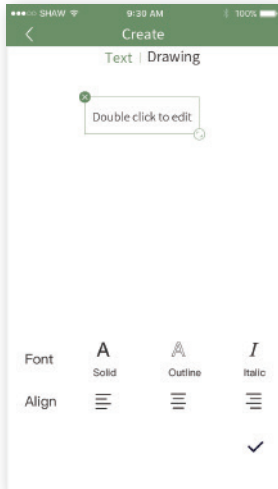 SHAW 9:30 AM 100%
Create
Text | Drawing
Double click to edit
Font A A I
Solid Outline Italic
Align